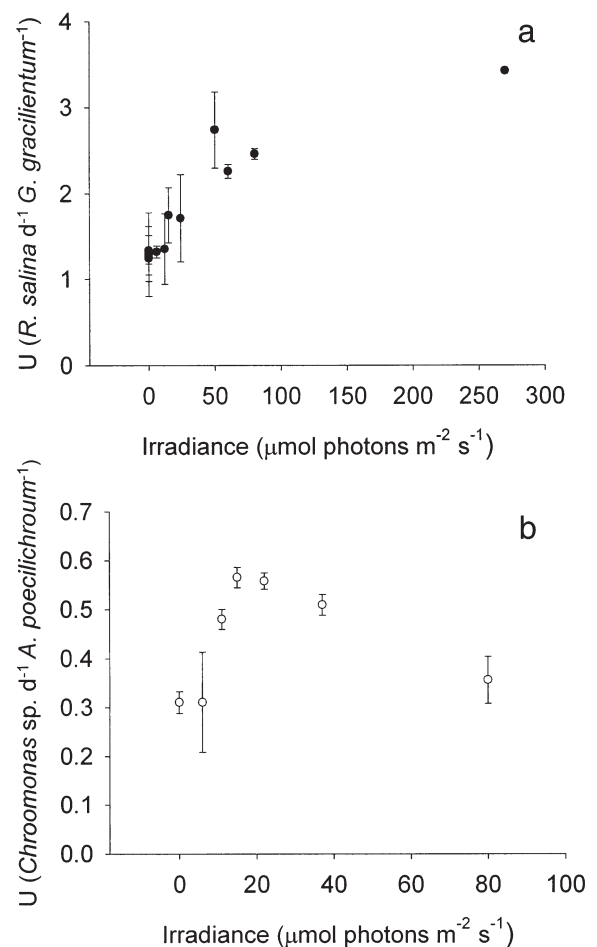 a
4
3
2
1
0
U (R. salina d-1 G. gracilientum-1)
0 50 100 150 200 250 300
Irradiance (μmol photons m-2 s-1)
b
0.7
0.6
0.5
0.4
0.3
0.2
0.1
0.0
U (Chroomonas sp. d-1 A. poecilichroum-1)
0 20 40 60 80 100
Irradiance (μmol photons m-2 s-1)